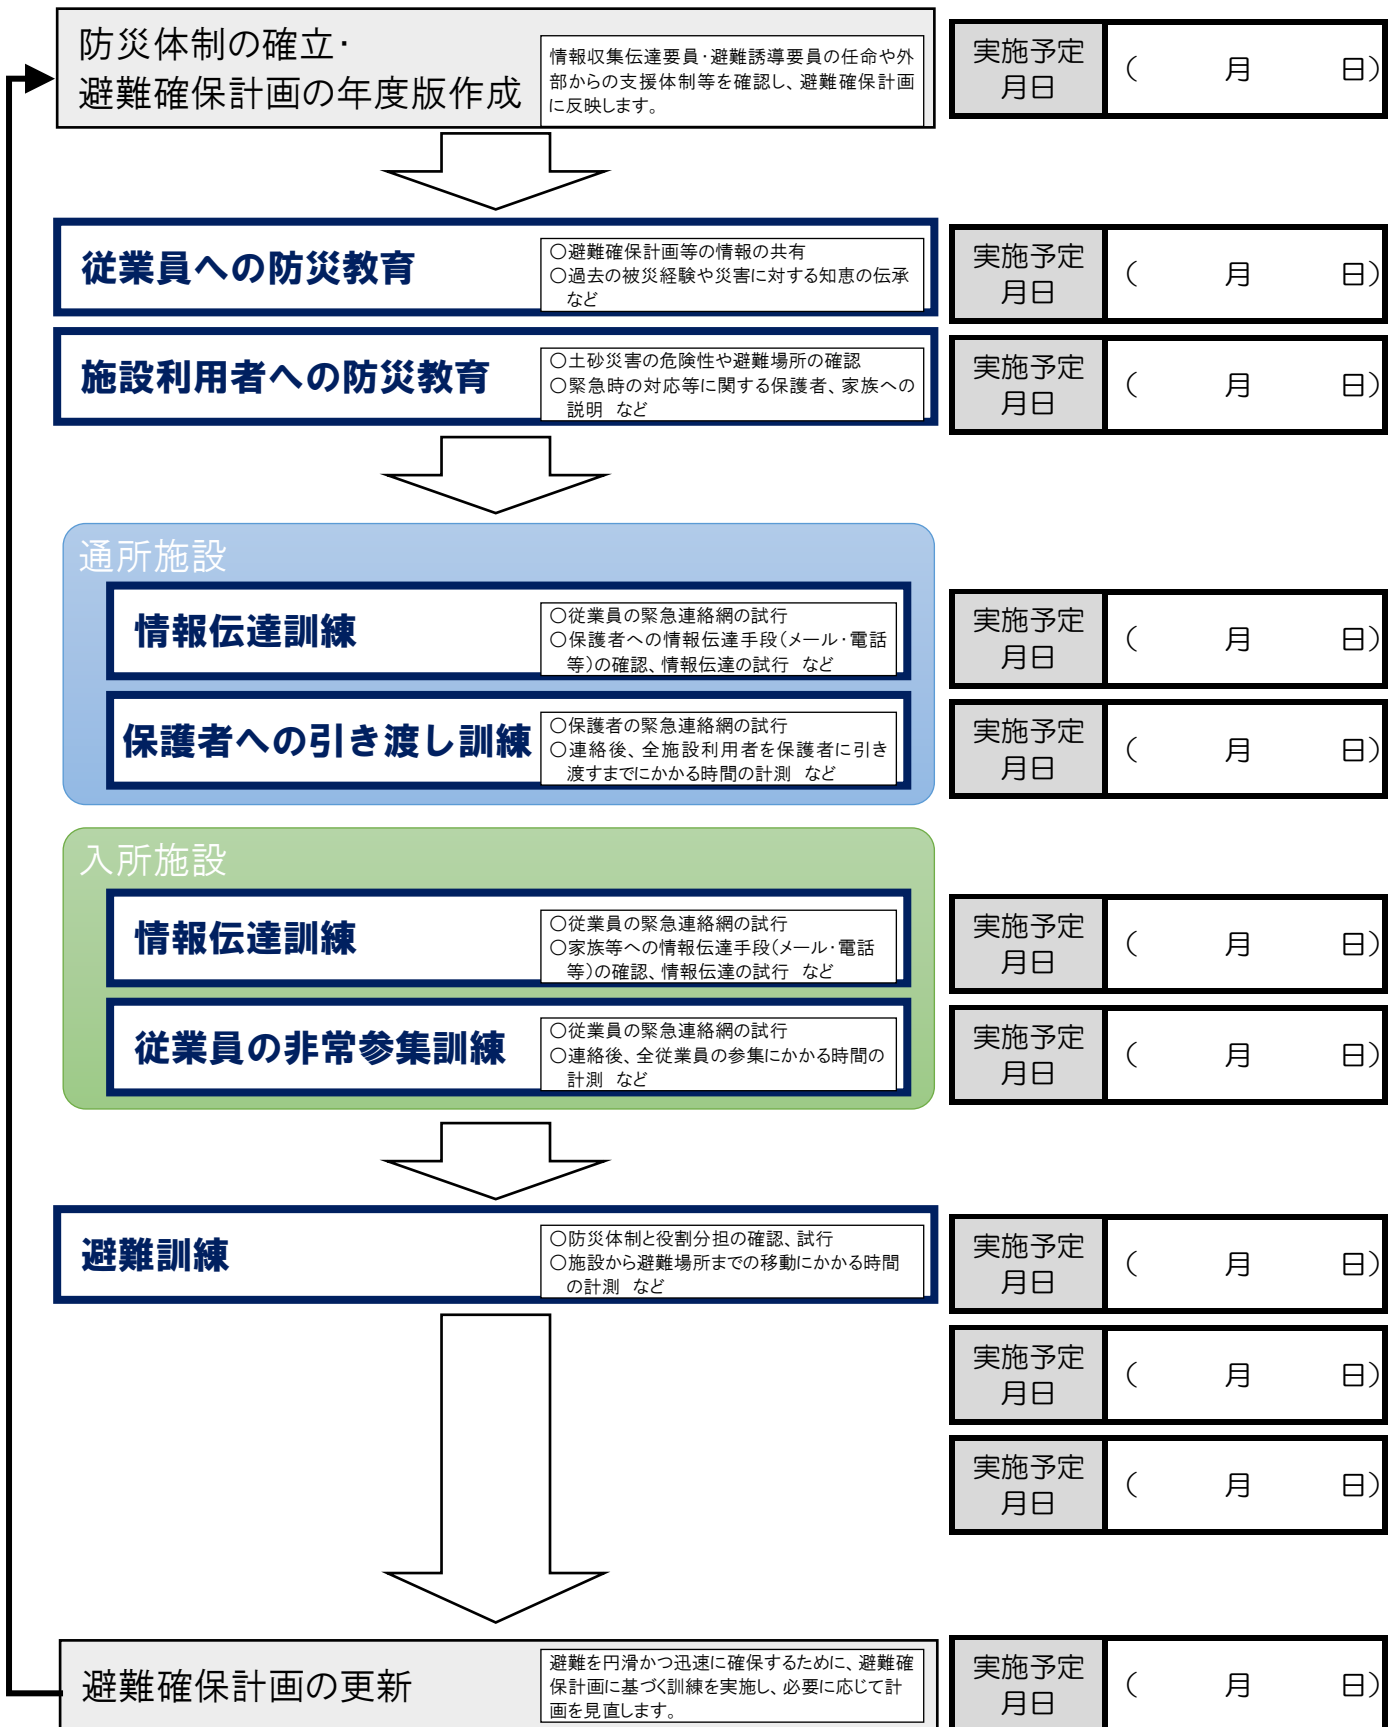 防災体制の確立・
避難確保計画の年度版作成
情報収集伝達要員・避難誘導要員の任命や外
部からの支援体制等を確認し、避難確保計画
に反映します。
実施予定
月日
（　　月　　日）
従業員への防災教育
〇避難確保計画等の情報の共有
〇過去の被災経験や災害に対する知恵の伝承
など
実施予定
月日
（　　月　　日）
施設利用者への防災教育
〇土砂災害の危険性や避難場所の確認
〇緊急時の対応等に関する保護者、家族への
説明　など
実施予定
月日
（　　月　　日）
通所施設
情報伝達訓練
〇従業員の緊急連絡網の試行
〇保護者への情報伝達手段（メール・電話
等）の確認、情報伝達の試行　など
実施予定
月日
（　　月　　日）
保護者への引き渡し訓練
〇保護者の緊急連絡網の試行
〇連絡後、全施設利用者を保護者に引き
渡すまでにかかる時間の計測　など
実施予定
月日
（　　月　　日）
入所施設
情報伝達訓練
〇従業員の緊急連絡網の試行
〇家族等への情報伝達手段（メール・電話
等）の確認、情報伝達の試行　など
実施予定
月日
（　　月　　日）
従業員の非常参集訓練
〇従業員の緊急連絡網の試行
〇連絡後、全従業員の参集にかかる時間の
計測　など
実施予定
月日
（　　月　　日）
避難訓練
〇防災体制と役割分担の確認、試行
〇施設から避難場所までの移動にかかる時間
の計測　など
実施予定
月日
（　　月　　日）
実施予定
月日
（　　月　　日）
実施予定
月日
（　　月　　日）
避難確保計画の更新
避難を円滑かつ迅速に確保するために、避難確
保計画に基づく訓練を実施し、必要に応じて計
画を見直します。
実施予定
月日
（　　月　　日）